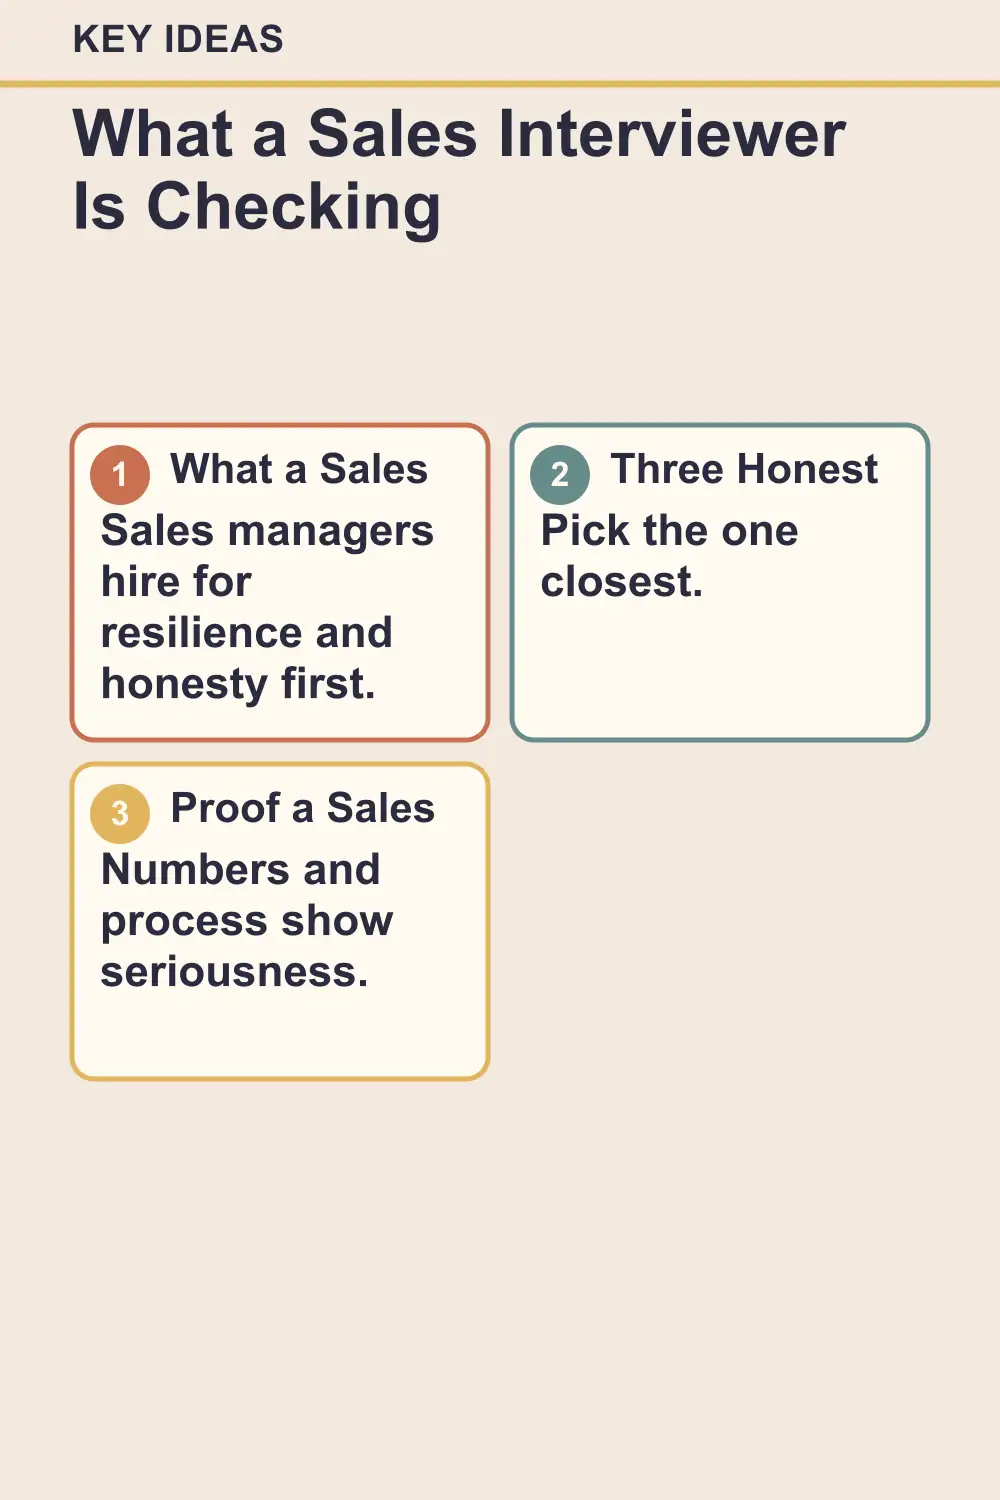 KEY IDEAS
What a Sales Interviewer
Is Checking
1 What a Sales
Sales managers
hire for
resilience and
honesty first.
2 Three Honest
Pick the one
closest.
3 Proof a Sales
Numbers and
process show
seriousness.